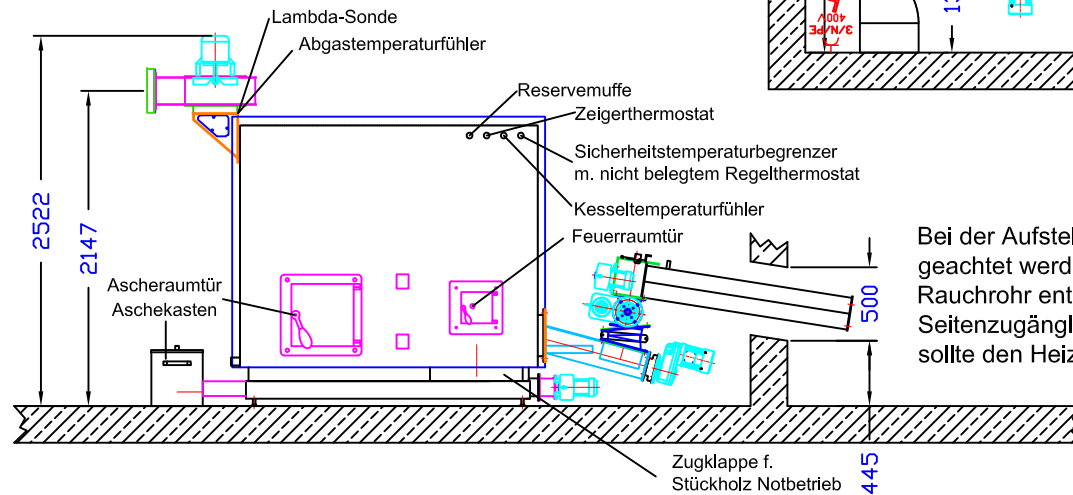 Lambda-Sonde
Abgastemperaturfühler
Reservemuffe
Zeigerthermostat
Sicherheitstemperaturbegrenzer
m. nicht belegtem Regelthermostat
Kesseltemperaturfühler
Feuerraumtür
Ascheraumtür
Aschekasten
2522
2147
500
445
Zugklappe f.
Stückholz Notbetrieb
3/N/PE
400V
Bei der Aufstel
geachtet werd
Rauchrohr ent
Seitenzugängl
sollte den Heiz